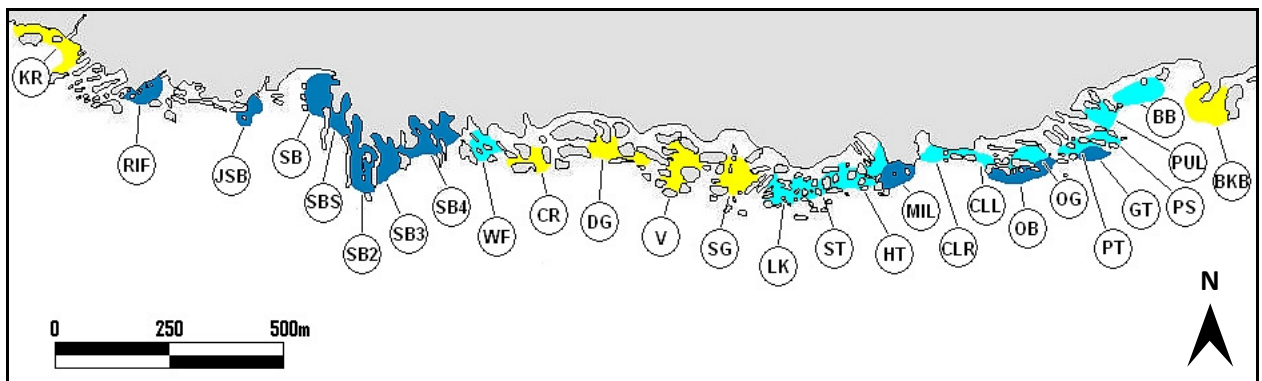 KR
RIF
JSB
SB
SBS
SB2
SB3
SB4
WF
CR
DG
V
SG
LK
ST
HT
MIL
CLR
CLL
OB
OG
PT
GT
PS
PUL
BB
BKB
N
0 250 500m